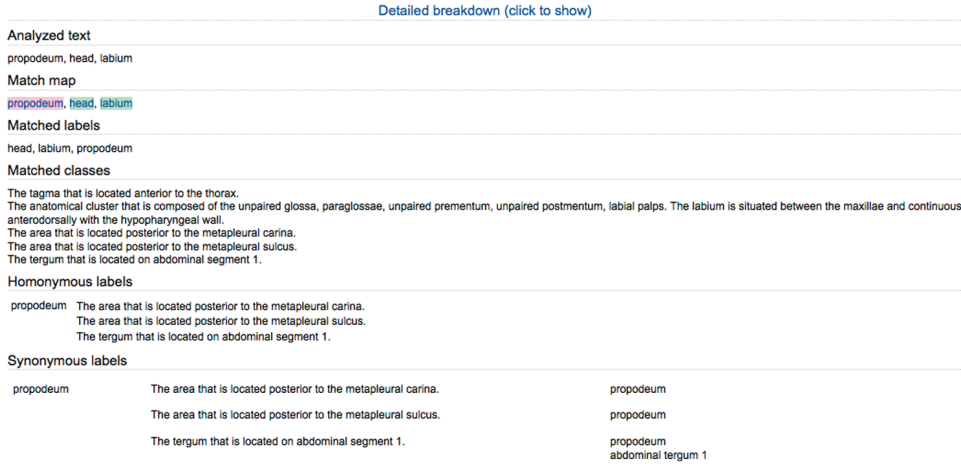 Detailed breakdown (click to show)
Analyzed text
propodeum, head, labium
Match map
propodeum, head, labium
Matched labels
head, labium, propodeum
Matched classes
The tagma that is located anterior to the thorax.
The anatomical cluster that is composed of the unpaired glossa, paraglossae, unpaired prementum, unpaired postmentum, labial palps. The labium is situated between the maxillae and continuous
anterodorsally with the hypopharyngeal wall.
The area that is located posterior to the metapleural carina.
The area that is located posterior to the metapleural sulcus.
The tergum that is located on abdominal segment 1.
Homonymous labels
propodeum The area that is located posterior to the metapleural carina.
The area that is located posterior to the metapleural sulcus.
The tergum that is located on abdominal segment 1.
Synonymous labels
propodeum The area that is located posterior to the metapleural carina. propodeum
The area that is located posterior to the metapleural sulcus. propodeum
The tergum that is located on abdominal segment 1. propodeum
abdominal tergum 1